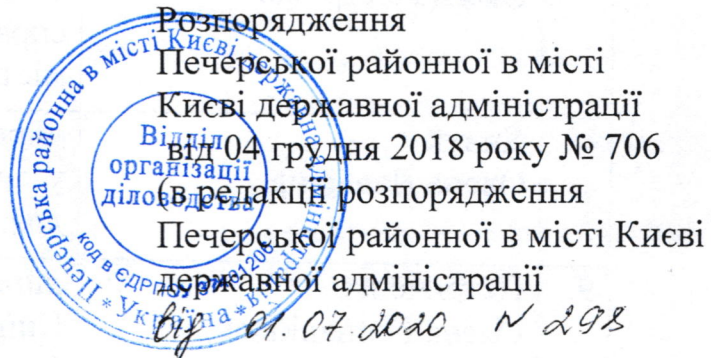 Розпорядження
Печерської районної в місті
Києві державної адміністрації
від 04 грудня 2018 року № 706
(в редакції розпорядження
Печерської районної в місті Києві
державної адміністрації
від 01.07.2020 № 298
Печерська районна в місті Києві державна адміністрація
* Україна *
Відділ
організації
діловодства
код в ЄДРПОУ